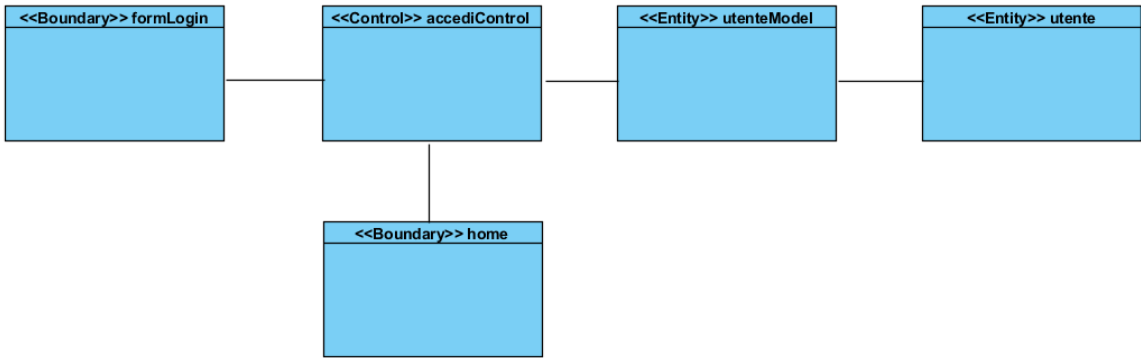 <<Boundary>> formLogin
<<Control>> accediControl
<<Entity>> utenteModel
<<Entity>> utente
<<Boundary>> home